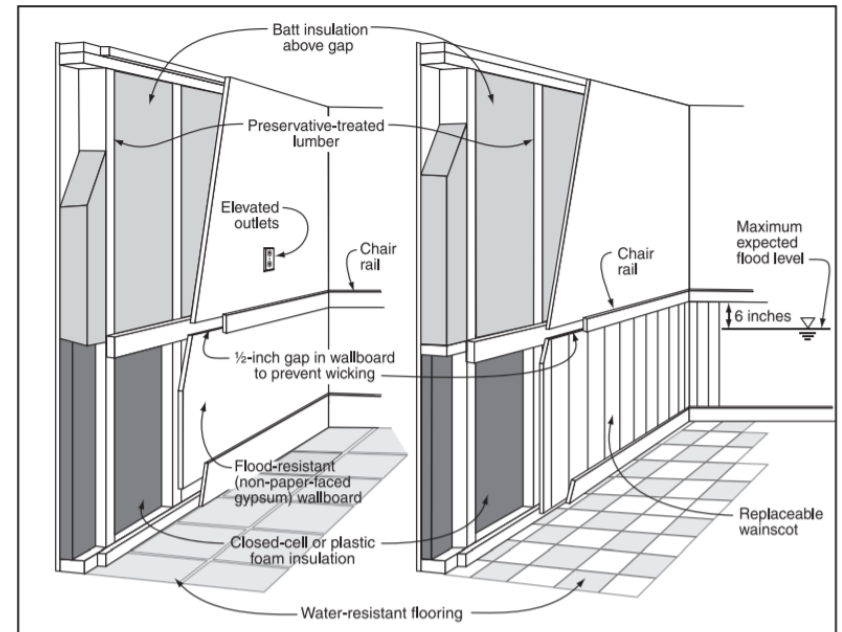 Batt insulation
above gap
Preservative-treated
lumber
Elevated
outlets
Chair
rail
Chair
rail
Maximum
expected
flood level
6 inches
½-inch gap in wallboard
to prevent wicking
Flood-resistant
(non-paper-faced
gypsum) wallboard
Closed-cell or plastic
foam insulation
Replaceable
wainscot
Water-resistant flooring